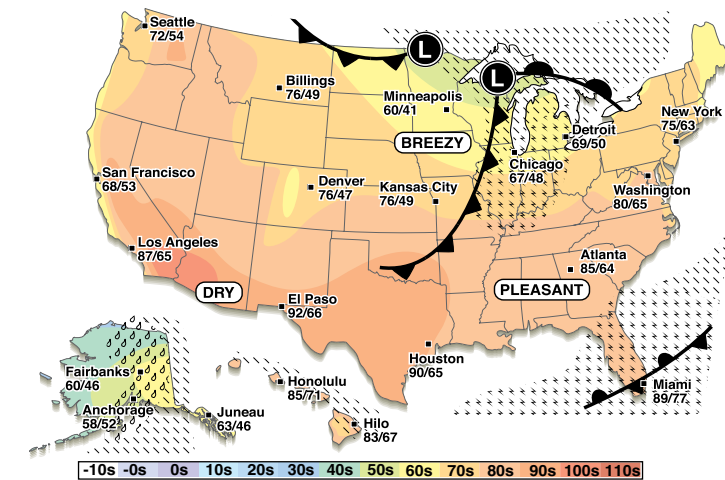 Seattle
72/54
L
L
Billings
76/49
Minneapolis
60/41
New York
75/63
Detroit
69/50
BREEZY
Chicago
67/48
San Francisco
68/53
Denver
76/47
Kansas City
76/49
Washington
80/65
Los Angeles
87/65
Atlanta
85/64
DRY
PLEASANT
El Paso
92/66
Houston
90/65
Fairbanks
60/46
Anchorage
58/52
Juneau
63/46
Honolulu
85/71
Hilo
83/67
Miami
89/77
-10s -0s 0s 10s 20s 30s 40s 50s 60s 70s 80s 90s 100s 110s